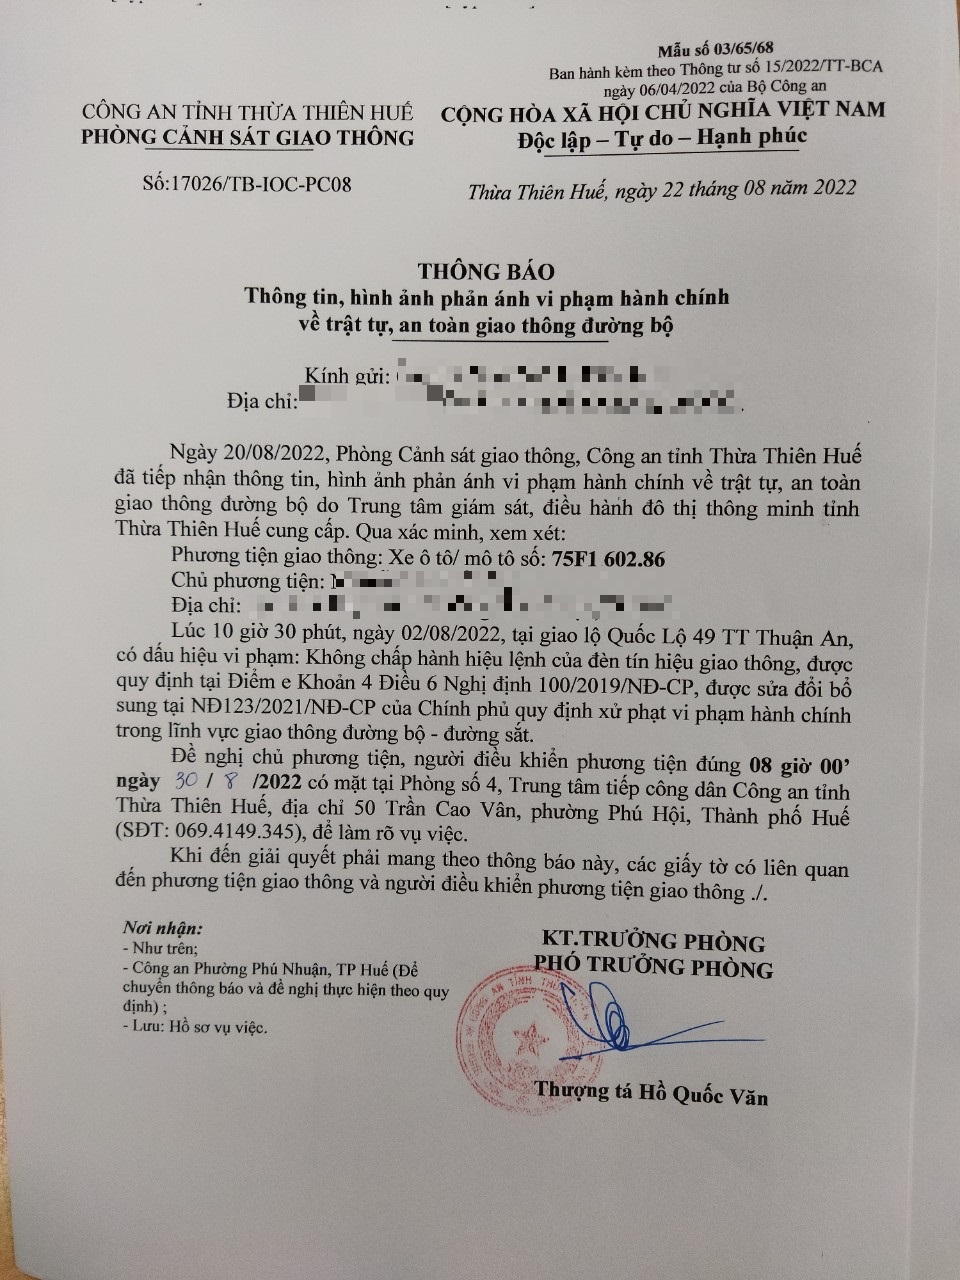 Mẫu số 03/65/68
Ban hành kèm theo Thông tư số 15/2022/TT-BCA
ngày 06/04/2022 của Bộ Công an
CÔNG AN TỈNH THỪA THIÊN HUẾ
PHÒNG CẢNH SÁT GIAO THÔNG
CỘNG HÒA XÃ HỘI CHỦ NGHĨA VIỆT NAM
Độc lập – Tự do – Hạnh phúc
Số:17026/TB-IOC-PC08
Thừa Thiên Huế, ngày 22 tháng 08 năm 2022
THÔNG BÁO
Thông tin, hình ảnh phản ánh vi phạm hành chính
về trật tự, an toàn giao thông đường bộ
Kính gửi:
Địa chỉ:
Ngày 20/08/2022, Phòng Cảnh sát giao thông, Công an tỉnh Thừa Thiên Huế
đã tiếp nhận thông tin, hình ảnh phản ánh vi phạm hành chính về trật tự, an toàn
giao thông đường bộ do Trung tâm giám sát, điều hành đô thị thông minh tỉnh
Thừa Thiên Huế cung cấp. Qua xác minh, xem xét:
Phương tiện giao thông: Xe ô tô/ mô tô số: 75F1 602.86
Chủ phương tiện:
Địa chỉ:
Lúc 10 giờ 30 phút, ngày 02/08/2022, tại giao lộ Quốc Lộ 49 TT Thuận An,
có dấu hiệu vi phạm: Không chấp hành hiệu lệnh của đèn tín hiệu giao thông, được
quy định tại Điểm e Khoản 4 Điều 6 Nghị định 100/2019/NĐ-CP, được sửa đổi bổ
sung tại NĐ123/2021/NĐ-CP của Chính phủ quy định xử phạt vi phạm hành chính
trong lĩnh vực giao thông đường bộ - đường sắt.
Đề nghị chủ phương tiện, người điều khiển phương tiện đúng 08 giờ 00’
ngày 30 / 8 /2022 có mặt tại Phòng số 4, Trung tâm tiếp công dân Công an tỉnh
Thừa Thiên Huế, địa chỉ 50 Trần Cao Vân, phường Phú Hội, Thành phố Huế
(SĐT: 069.4149.345), để làm rõ vụ việc.
Khi đến giải quyết phải mang theo thông báo này, các giấy tờ có liên quan
đến phương tiện giao thông và người điều khiển phương tiện giao thông ./.
Nơi nhận:
- Như trên;
- Công an Phường Phú Nhuận, TP Huế (Để
chuyển thông báo và đề nghị thực hiện theo quy
định) ;
- Lưu: Hồ sơ vụ việc.
KT.TRƯỞNG PHÒNG
PHÓ TRƯỞNG PHÒNG
Thượng tá Hồ Quốc Văn